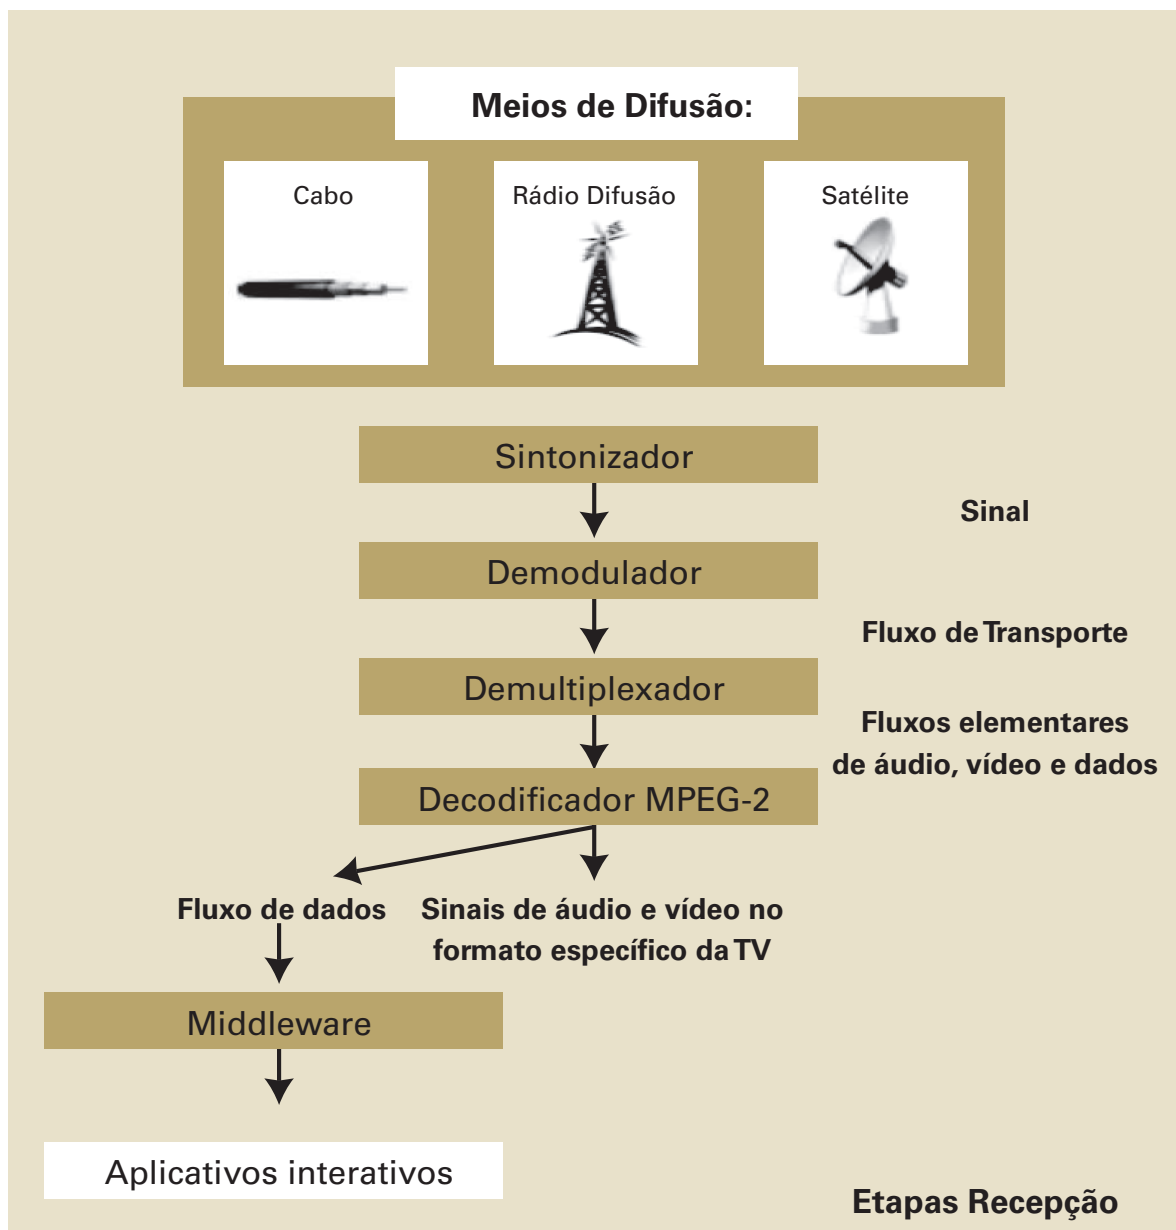 Meios de Difusão:
Cabo
Rádio Difusão
Satélite
Sintonizador
Sinal
Demodulador
Fluxo de Transporte
Demultiplexador
Fluxos elementares
de áudio, vídeo e dados
Decodificador MPEG-2
Fluxo de dados
Sinais de áudio e vídeo no
formato específico da TV
Middleware
Aplicativos interativos
Etapas Recepção